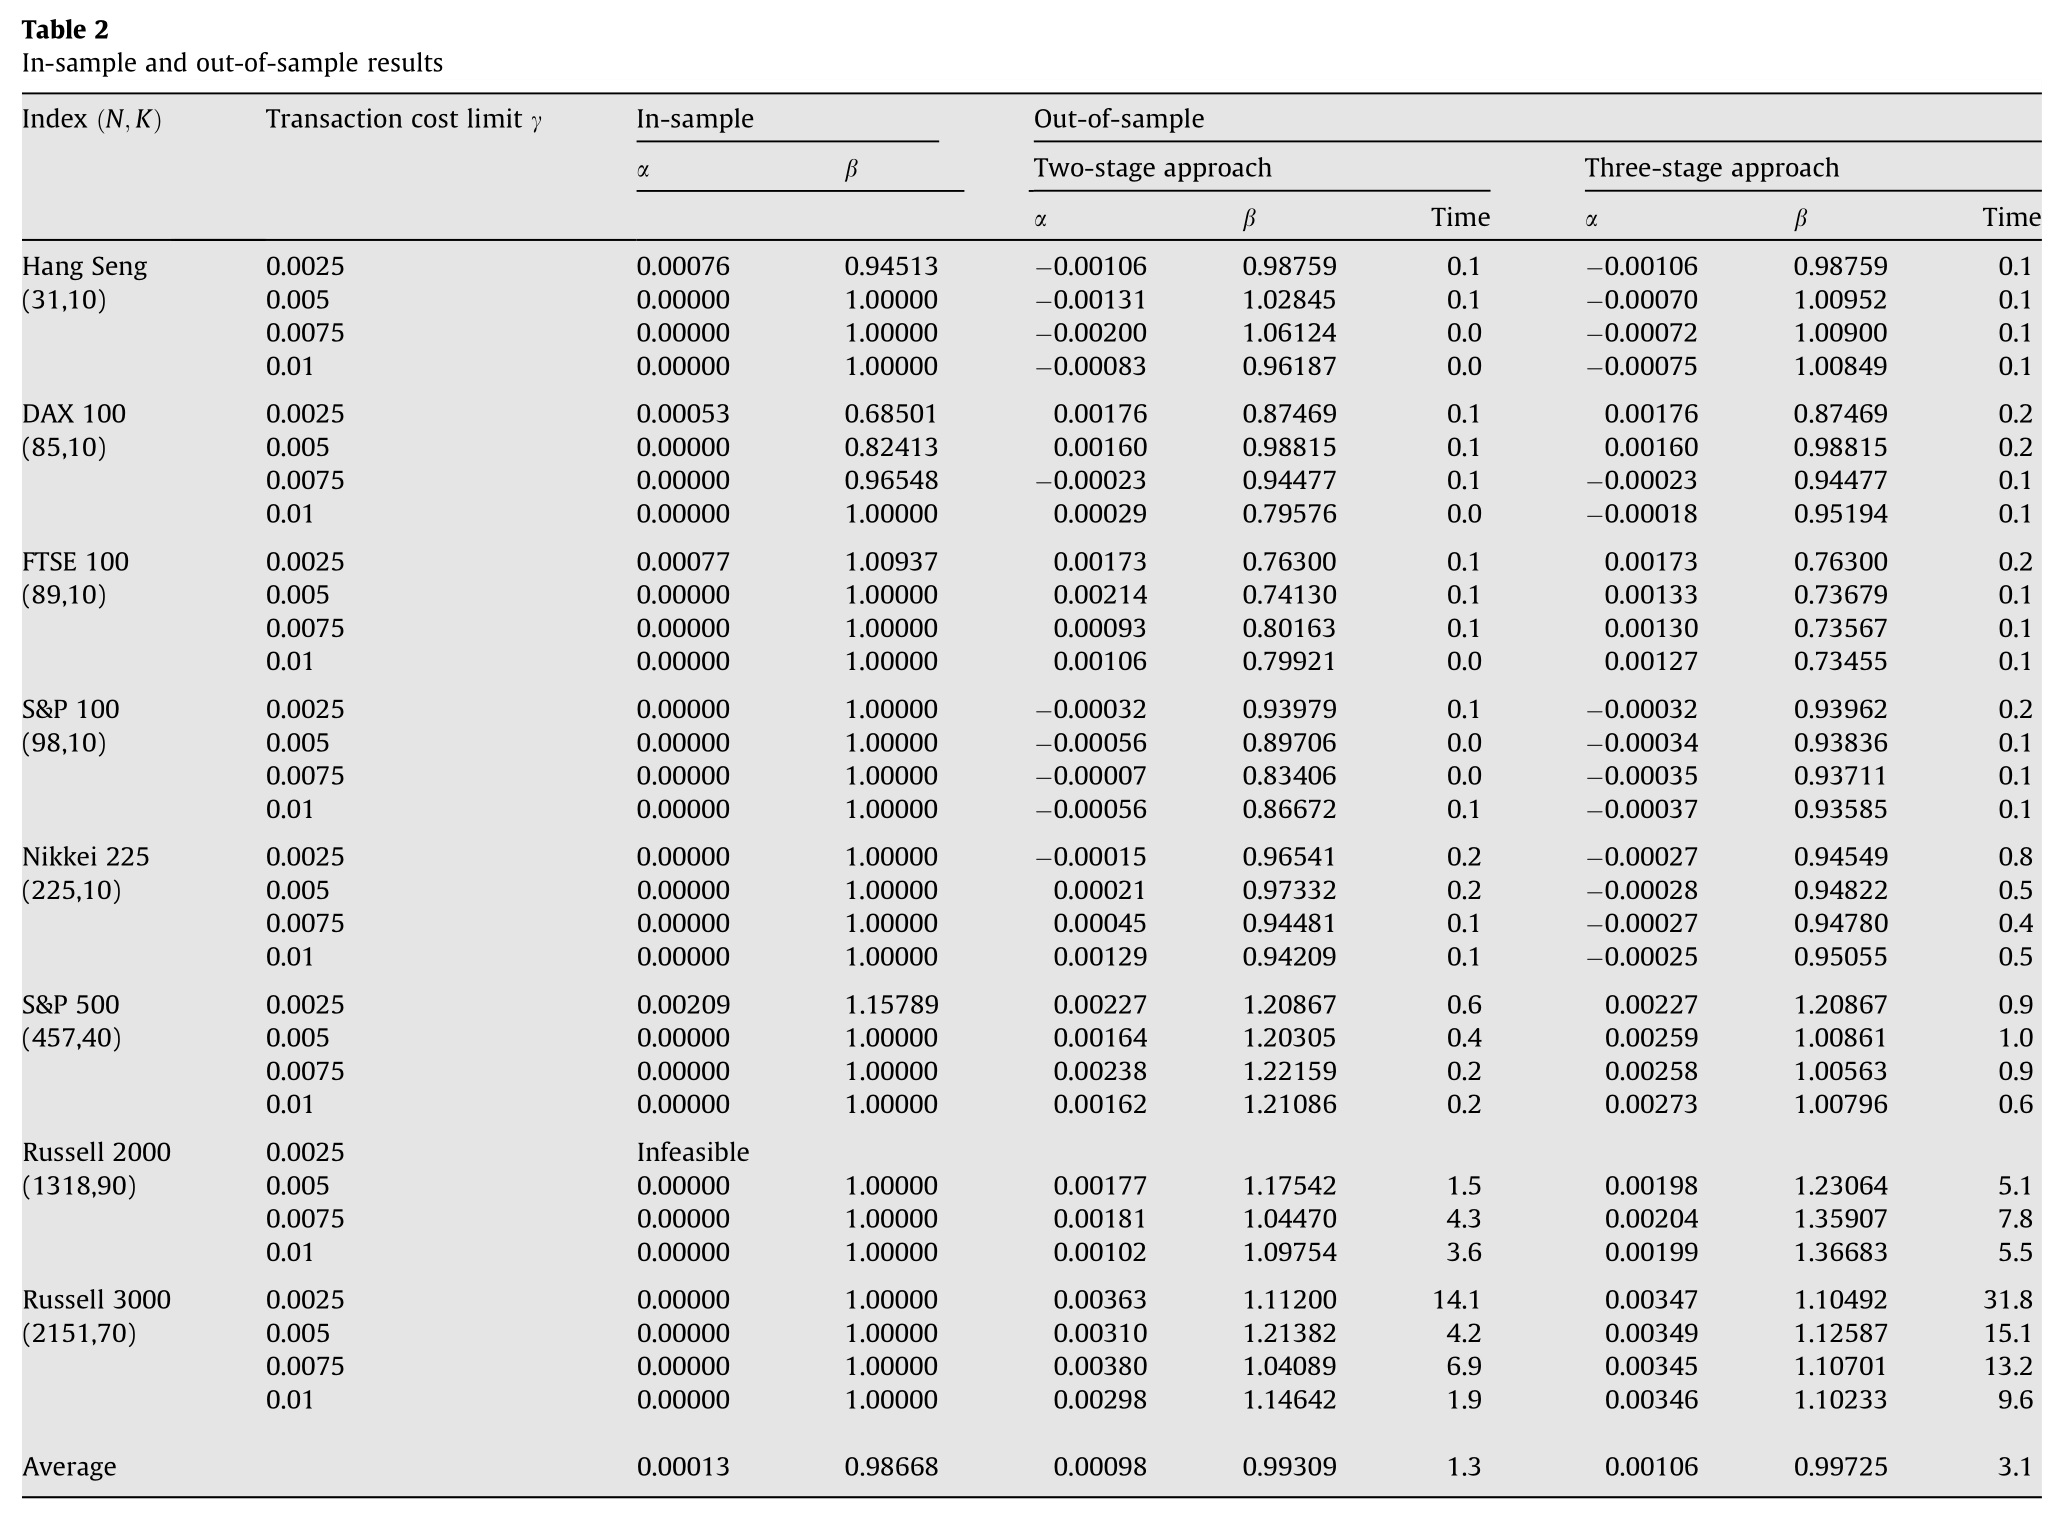 Table 2
In-sample and out-of-sample results
Index (N, K) Transaction cost limit γ In-sample Out-of-sample
α β Two-stage approach Three-stage approach
α β Time α β Time
Hang Seng 0.0025 0.00076 0.94513 −0.00106 0.98759 0.1 −0.00106 0.98759 0.1
(31,10) 0.005 0.00000 1.00000 −0.00131 1.02845 0.1 −0.00070 1.00952 0.1
0.0075 0.00000 1.00000 −0.00200 1.06124 0.0 −0.00072 1.00900 0.1
0.01 0.00000 1.00000 −0.00083 0.96187 0.0 −0.00075 1.00849 0.1
DAX 100 0.0025 0.00053 0.68501 0.00176 0.87469 0.1 0.00176 0.87469 0.2
(85,10) 0.005 0.00000 0.82413 0.00160 0.98815 0.1 0.00160 0.98815 0.2
0.0075 0.00000 0.96548 −0.00023 0.94477 0.1 −0.00023 0.94477 0.1
0.01 0.00000 1.00000 0.00029 0.79576 0.0 −0.00018 0.95194 0.1
FTSE 100 0.0025 0.00077 1.00937 0.00173 0.76300 0.1 0.00173 0.76300 0.2
(89,10) 0.005 0.00000 1.00000 0.00214 0.74130 0.1 0.00133 0.73679 0.1
0.0075 0.00000 1.00000 0.00093 0.80163 0.1 0.00130 0.73567 0.1
0.01 0.00000 1.00000 0.00106 0.79921 0.0 0.00127 0.73455 0.1
S&P 100 0.0025 0.00000 1.00000 −0.00032 0.93979 0.1 −0.00032 0.93962 0.2
(98,10) 0.005 0.00000 1.00000 −0.00056 0.89706 0.0 −0.00034 0.93836 0.1
0.0075 0.00000 1.00000 −0.00007 0.83406 0.0 −0.00035 0.93711 0.1
0.01 0.00000 1.00000 −0.00056 0.86672 0.1 −0.00037 0.93585 0.1
Nikkei 225 0.0025 0.00000 1.00000 −0.00015 0.96541 0.2 −0.00027 0.94549 0.8
(225,10) 0.005 0.00000 1.00000 0.00021 0.97332 0.2 −0.00028 0.94822 0.5
0.0075 0.00000 1.00000 0.00045 0.94481 0.1 −0.00027 0.94780 0.4
0.01 0.00000 1.00000 0.00129 0.94209 0.1 −0.00025 0.95055 0.5
S&P 500 0.0025 0.00209 1.15789 0.00227 1.20867 0.6 0.00227 1.20867 0.9
(457,40) 0.005 0.00000 1.00000 0.00164 1.20305 0.4 0.00259 1.00861 1.0
0.0075 0.00000 1.00000 0.00238 1.22159 0.2 0.00258 1.00563 0.9
0.01 0.00000 1.00000 0.00162 1.21086 0.2 0.00273 1.00796 0.6
Russell 2000 0.0025 Infeasible
(1318,90) 0.005 0.00000 1.00000 0.00177 1.17542 1.5 0.00198 1.23064 5.1
0.0075 0.00000 1.00000 0.00181 1.04470 4.3 0.00204 1.35907 7.8
0.01 0.00000 1.00000 0.00102 1.09754 3.6 0.00199 1.36683 5.5
Russell 3000 0.0025 0.00000 1.00000 0.00363 1.11200 14.1 0.00347 1.10492 31.8
(2151,70) 0.005 0.00000 1.00000 0.00310 1.21382 4.2 0.00349 1.12587 15.1
0.0075 0.00000 1.00000 0.00380 1.04089 6.9 0.00345 1.10701 13.2
0.01 0.00000 1.00000 0.00298 1.14642 1.9 0.00346 1.10233 9.6
Average 0.00013 0.98668 0.00098 0.99309 1.3 0.00106 0.99725 3.1